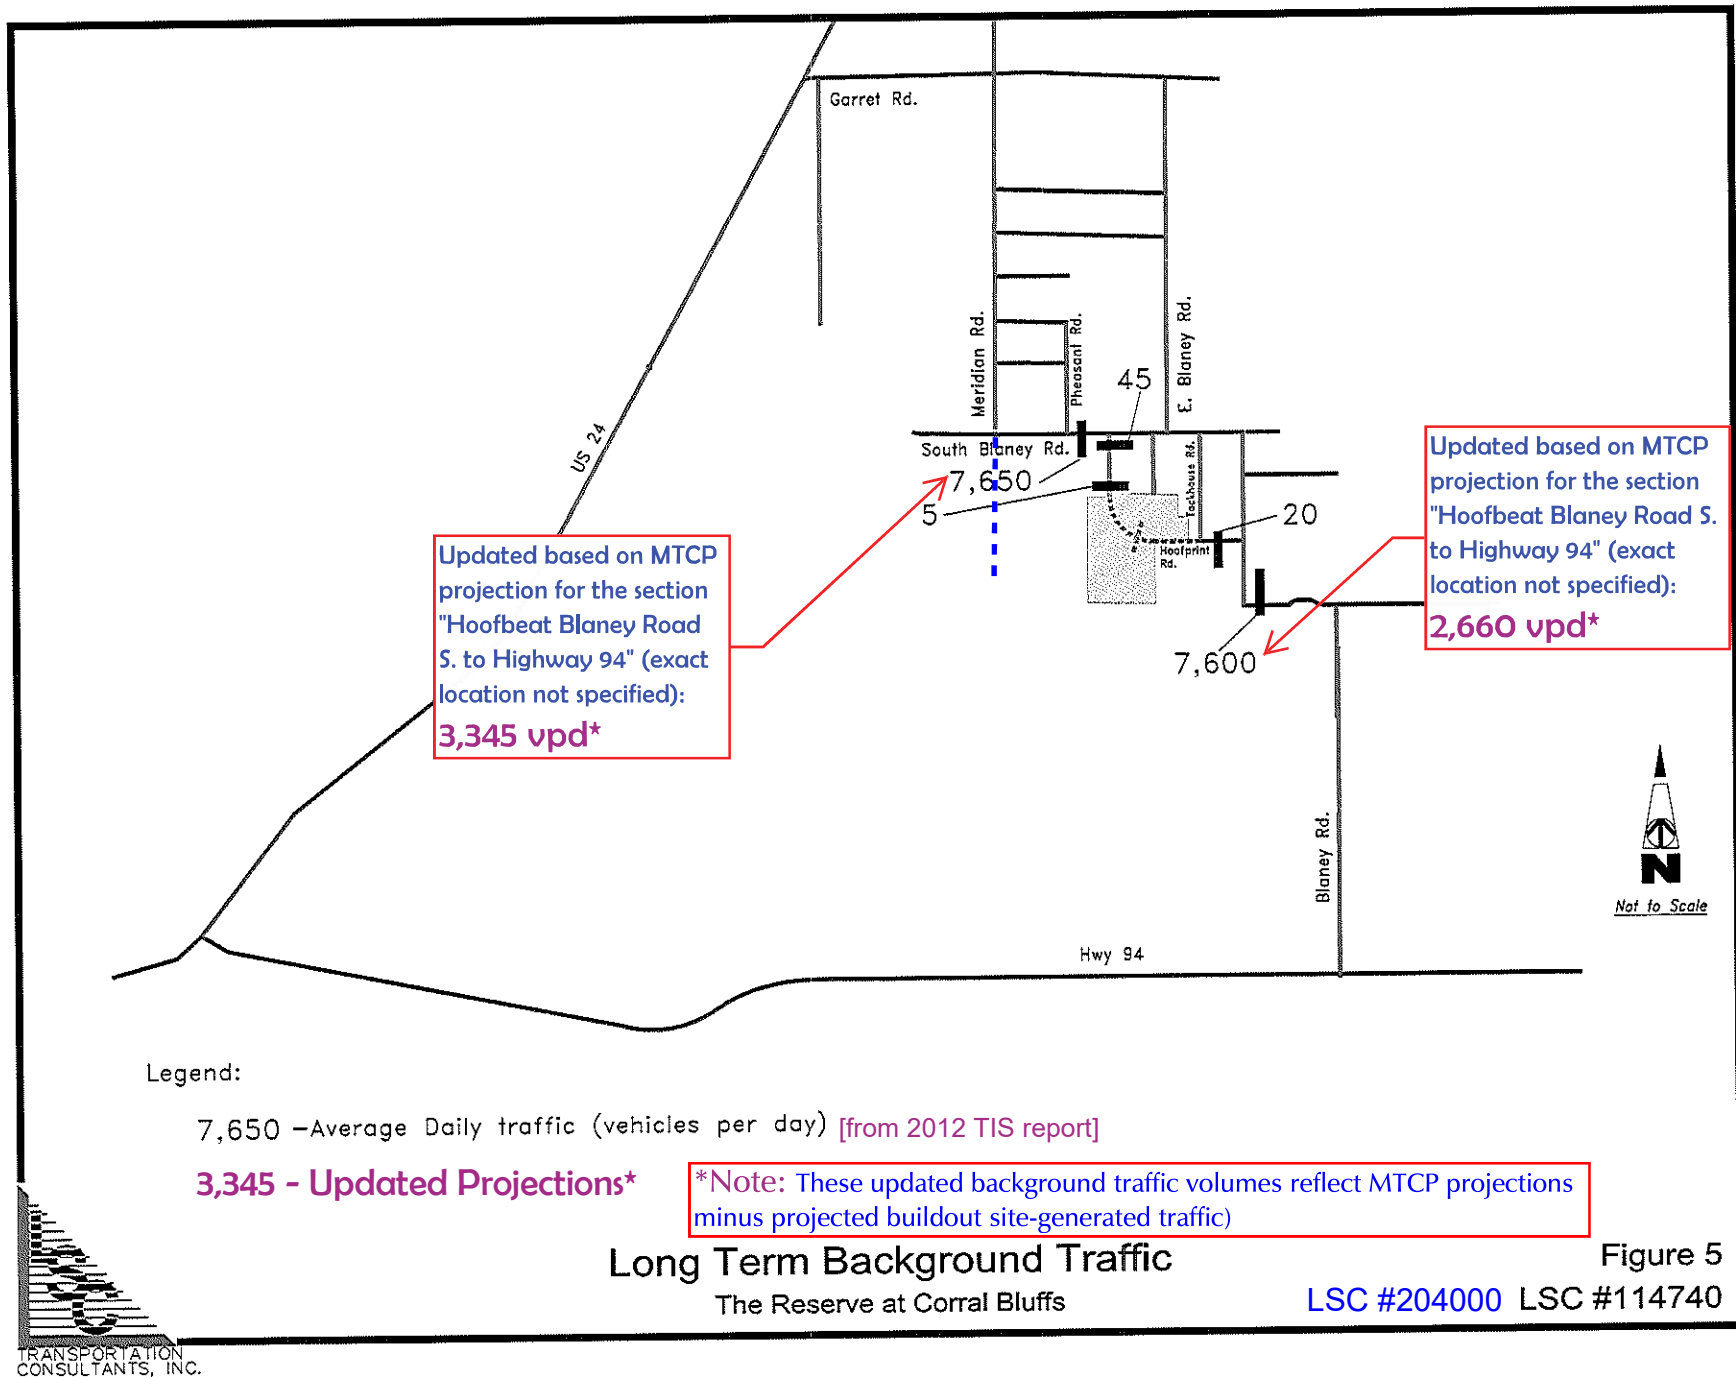 Garret Rd.
Meridian Rd.
Pheasant Rd.
E. Blaney Rd.
45
US 24
South Blaney Rd.
7,650
5
Tackhouse Rd.
20
Hoofprint
Rd.
7,600
Updated based on MTCP
projection for the section
"Hoofbeat Blaney Road
S. to Highway 94" (exact
location not specified):
3,345 vpd*
Updated based on MTCP
projection for the section
"Hoofbeat Blaney Road S.
to Highway 94" (exact
location not specified):
2,660 vpd*
Blaney Rd.
N
Not to Scale
Hwy 94
Legend:
7,650 –Average Daily traffic (vehicles per day) [from 2012 TIS report]
3,345 - Updated Projections*
*Note: These updated background traffic volumes reflect MTCP projections
minus projected buildout site-generated traffic)
Long Term Background Traffic
The Reserve at Corral Bluffs
Figure 5
LSC #204000 LSC #114740
LSC
TRANSPORTATION
CONSULTANTS, INC.